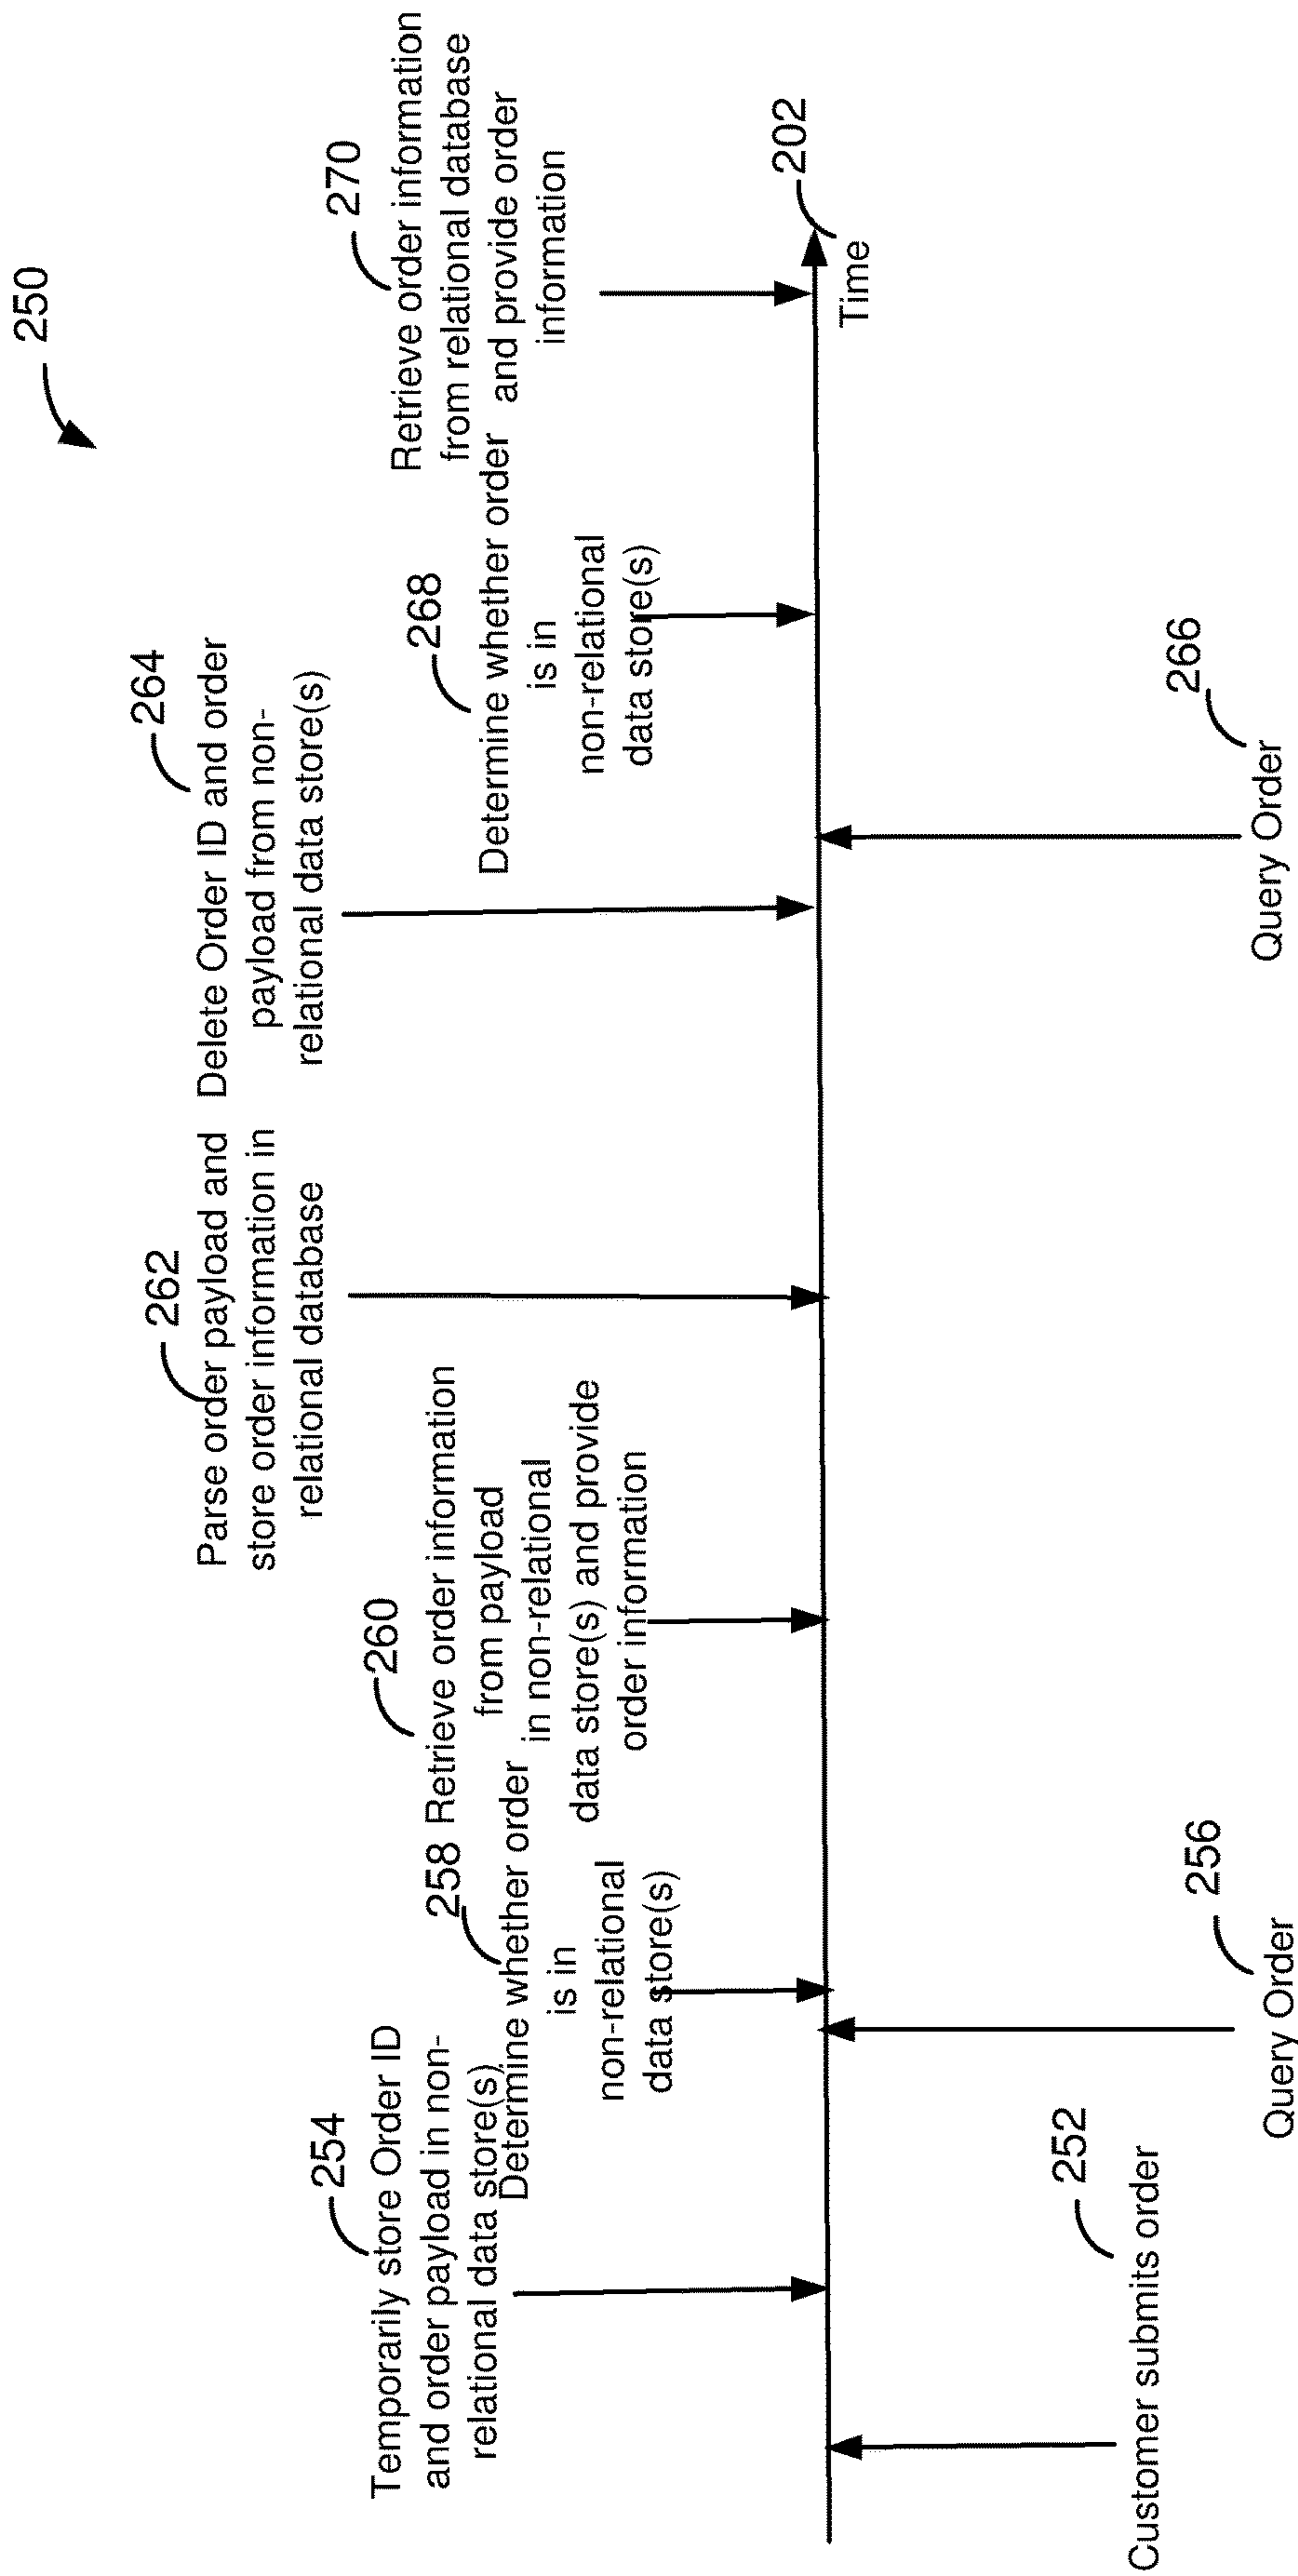 250
254
Temporarily store Order ID
and order payload in non-
relational data store(s)
258
Determine whether order
is in
non-relational
data store(s)
260
Retrieve order information
from payload
in non-relational
data store(s) and provide
order information
262
Parse order payload and
store order information in
relational database
264
Delete Order ID and order
payload from non-
relational data store(s)
268
Determine whether order
is in
non-relational
data store(s)
270
Retrieve order information
from relational database
and provide order
information
202
Time
252
Customer submits order
256
Query Order
266
Query Order